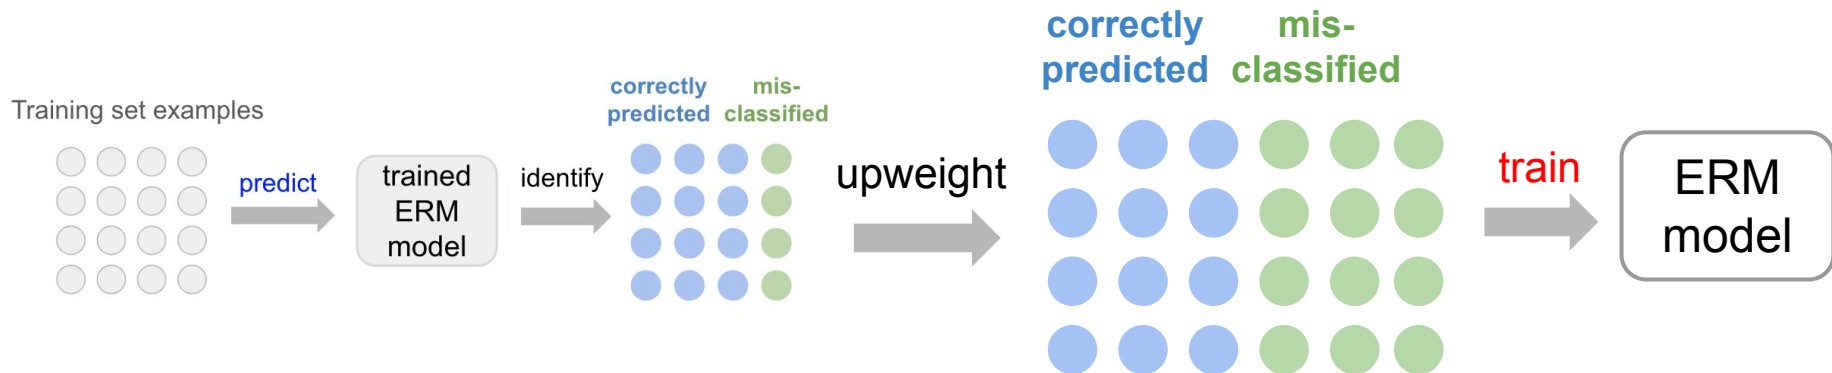 Training set examples
predict
trained
ERM
model
identify
correctly
predicted
mis-
classified
upweight
correctly
predicted
mis-
classified
train
ERM
model